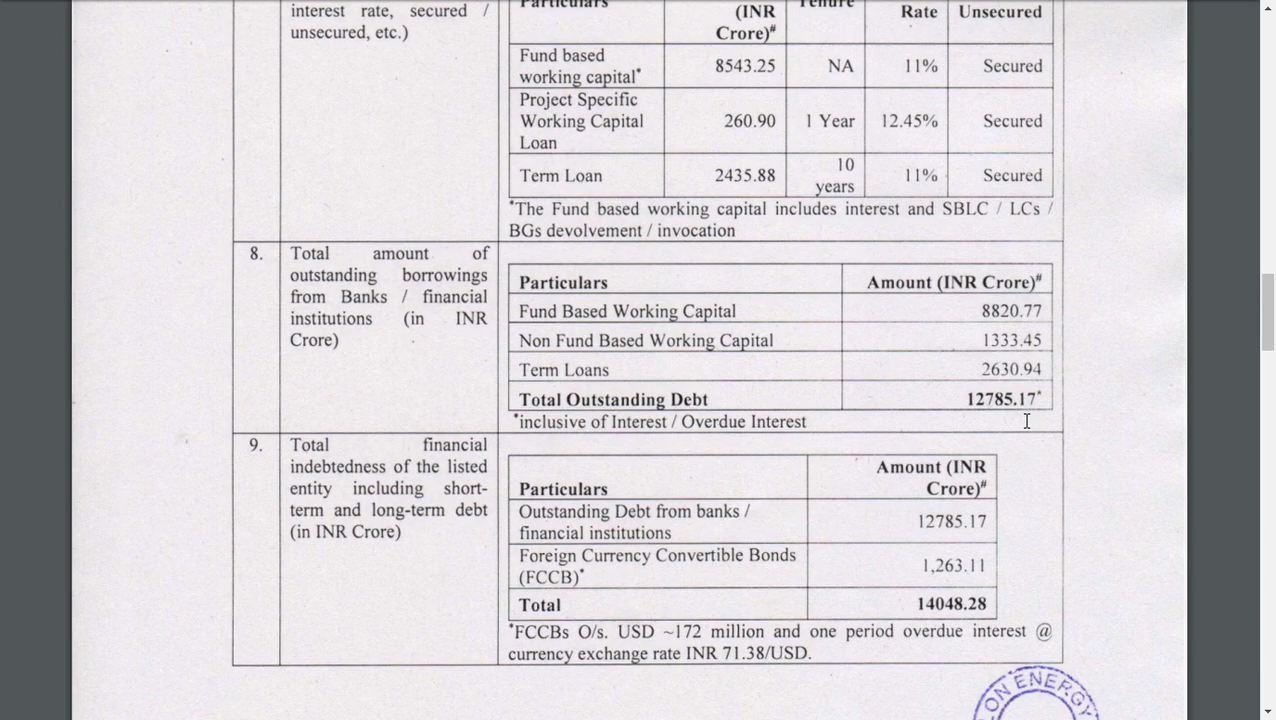 interest rate, secured /
unsecured, etc.)
Particulars
(INR
Crore)#
Tenure
Rate
Unsecured
Fund based
working capital*
8543.25
NA
11%
Secured
Project Specific
Working Capital
Loan
260.90
1 Year
12.45%
Secured
Term Loan
2435.88
10
years
11%
Secured
*The Fund based working capital includes interest and SBLC / LCs /
BGs devolvement / invocation
8.
Total amount of
outstanding borrowings
from Banks / financial
institutions (in INR
Crore)
Particulars
Amount (INR Crore)#
Fund Based Working Capital
8820.77
Non Fund Based Working Capital
1333.45
Term Loans
2630.94
Total Outstanding Debt
12785.17*
*inclusive of Interest / Overdue Interest
9.
Total financial
indebtedness of the listed
entity including short-
term and long-term debt
(in INR Crore)
Particulars
Amount (INR
Crore)#
Outstanding Debt from banks /
financial institutions
12785.17
Foreign Currency Convertible Bonds
(FCCB)*
1,263.11
Total
14048.28
*FCCBs O/s. USD ~172 million and one period overdue interest @
currency exchange rate INR 71.38/USD.
ON ENERGY